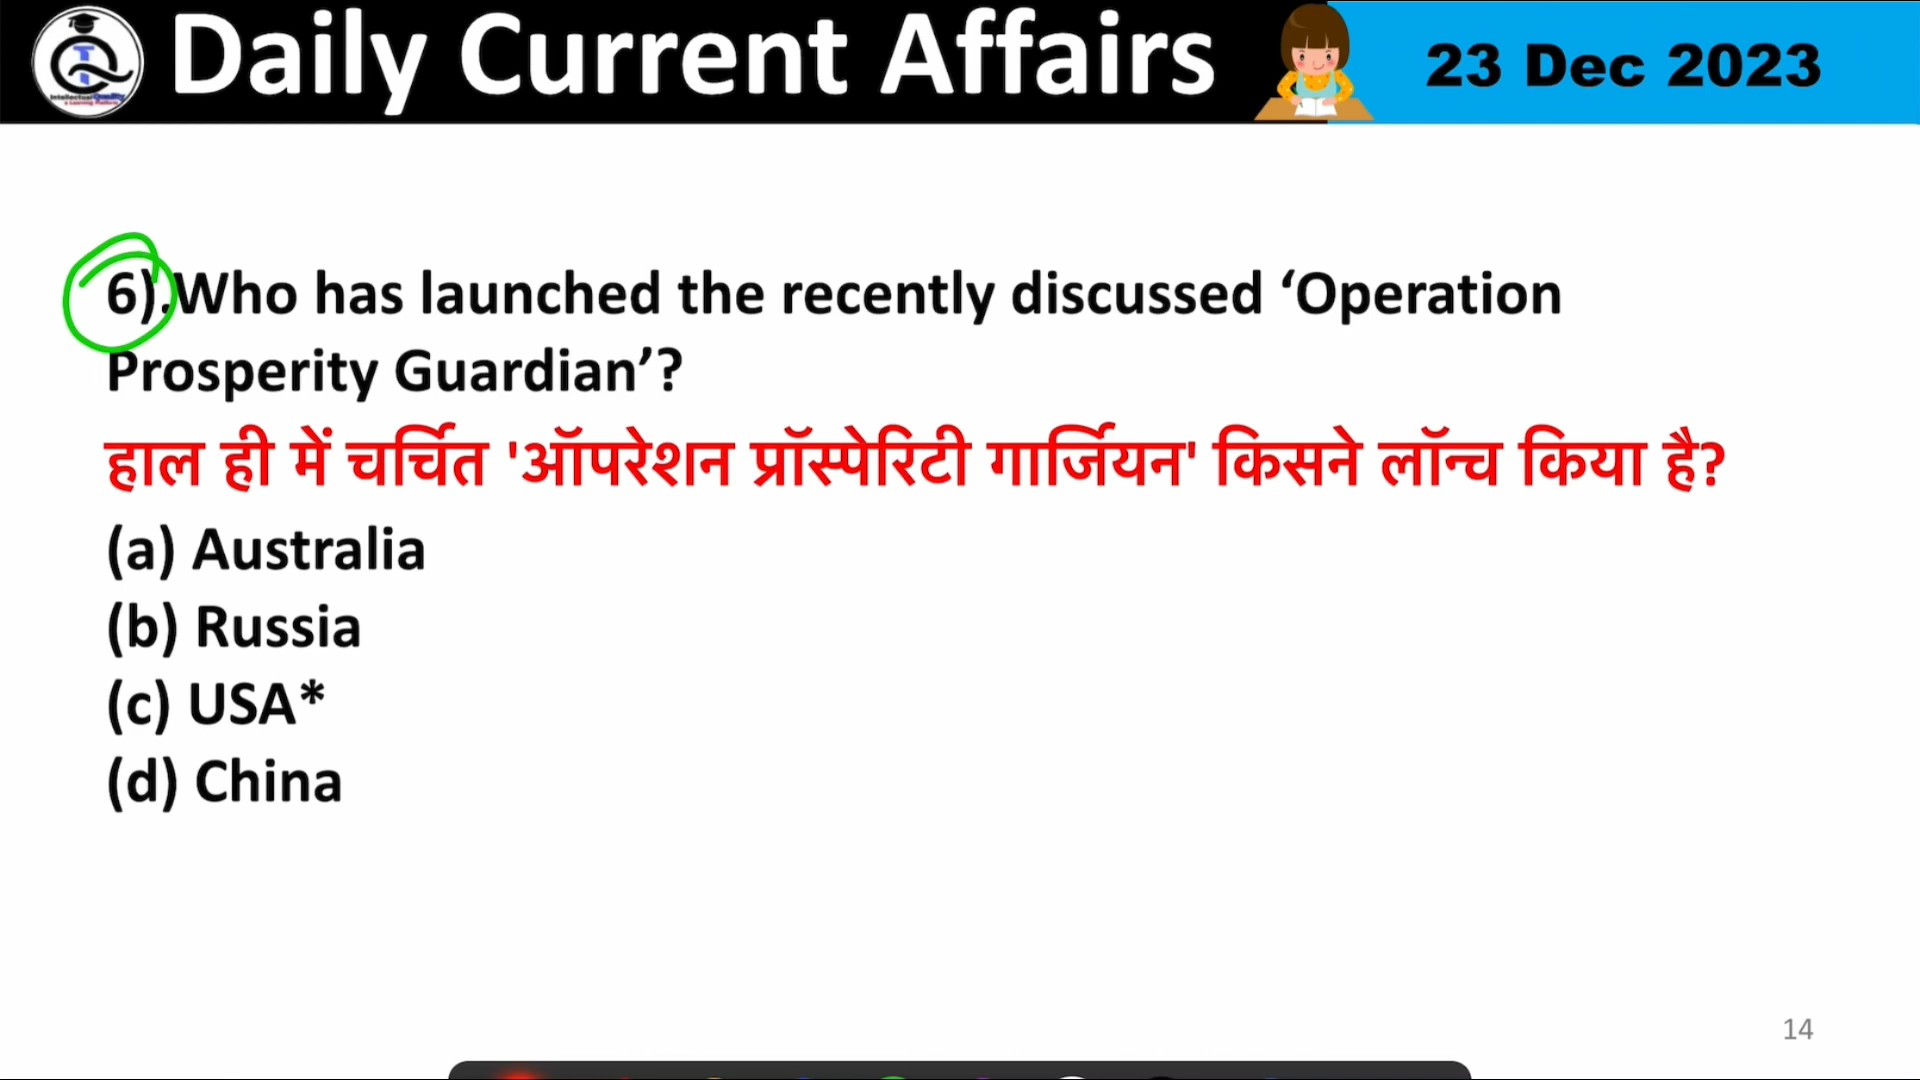 Daily Current Affairs
23 Dec 2023
6).Who has launched the recently discussed ‘Operation
Prosperity Guardian’?
हाल ही में चर्चित 'ऑपरेशन प्रॉस्पेरिटी गार्जियन' किसने लॉन्च किया है?
(a) Australia
(b) Russia
(c) USA*
(d) China
14